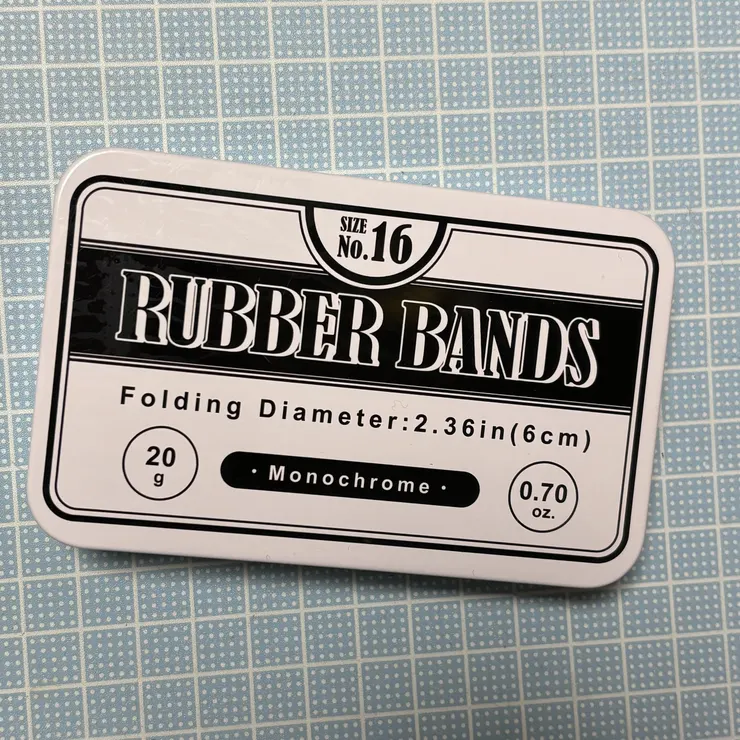 SIZE
No.16
RUBBER BANDS
Folding Diameter:2.36in(6cm)
20
g
· Monochrome ·
0.70
oz.